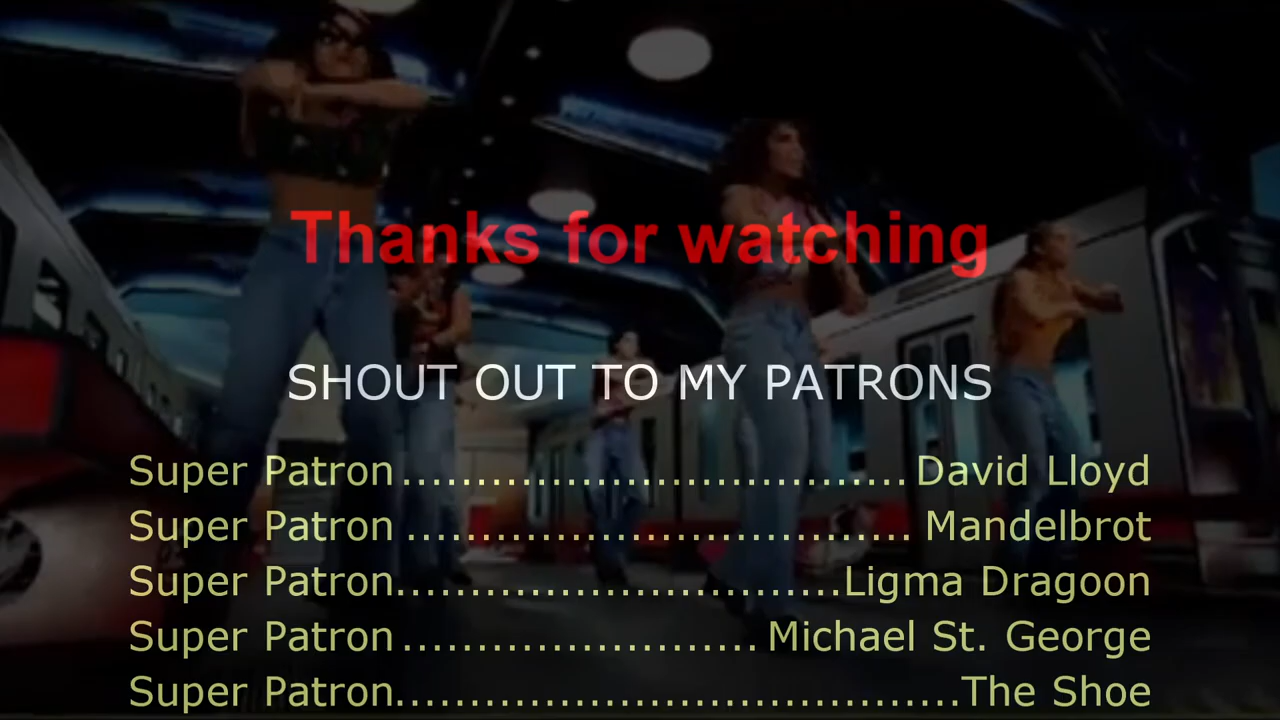 Thanks for watching
SHOUT OUT TO MY PATRONS
Super Patron.................................. David Lloyd
Super Patron .................................. Mandelbrot
Super Patron..............................Ligma Dragoon
Super Patron........................ Michael St. George
Super Patron......................................The Shoe